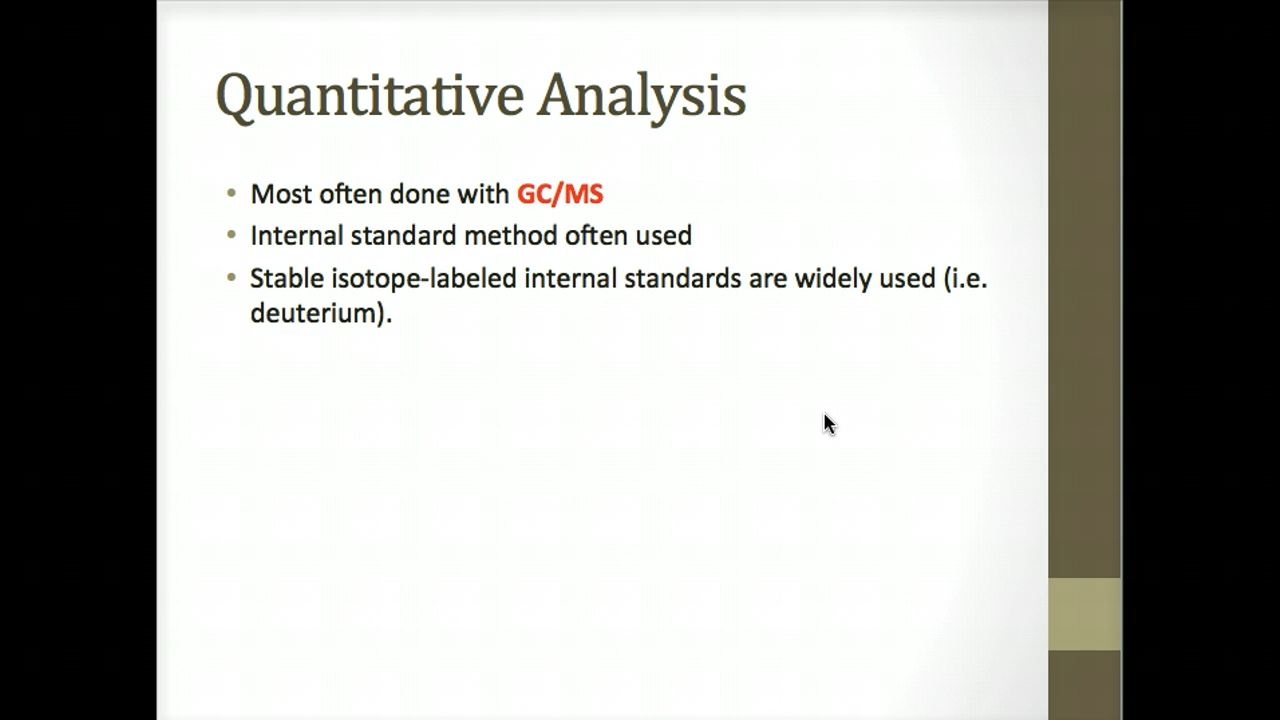 Quantitative Analysis
• Most often done with GC/MS
• Internal standard method often used
• Stable isotope-labeled internal standards are widely used (i.e.
deuterium).